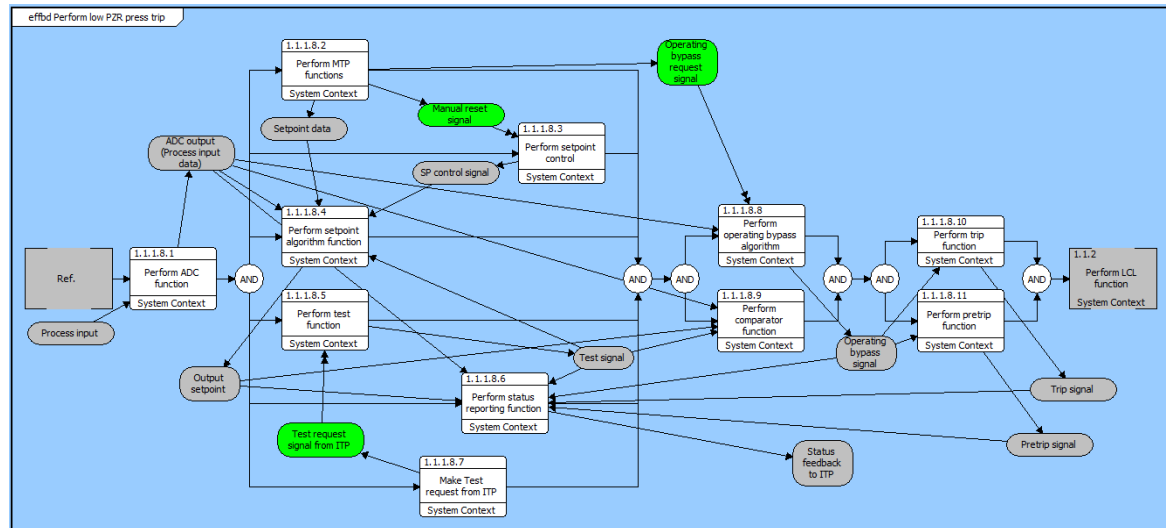 effbd Perform low PZR press trip
1.1.1.8.2
Perform MTP
functions
System Context
Operating
bypass
request
signal
Manual reset
signal
Setpoint data
1.1.1.8.3
Perform setpoint
control
System Context
ADC output
(Process input
data)
SP control signal
1.1.1.8.4
Perform setpoint
algorithm function
System Context
1.1.1.8.8
Perform
operating bypass
algorithm
System Context
1.1.1.8.10
Perform trip
function
System Context
Ref.
1.1.1.8.1
Perform ADC
function
System Context
AND
AND
AND
AND
AND
AND
1.1.2
Perform LCL
function
System Context
Process input
1.1.1.8.5
Perform test
function
System Context
1.1.1.8.9
Perform
comparator
function
System Context
1.1.1.8.11
Perform pretrip
function
System Context
Test signal
Operating
bypass signal
Output
setpoint
1.1.1.8.6
Perform status
reporting function
System Context
Trip signal
Test request
signal from ITP
Pretrip signal
Status
feedback
to ITP
1.1.1.8.7
Make Test
request from ITP
System Context